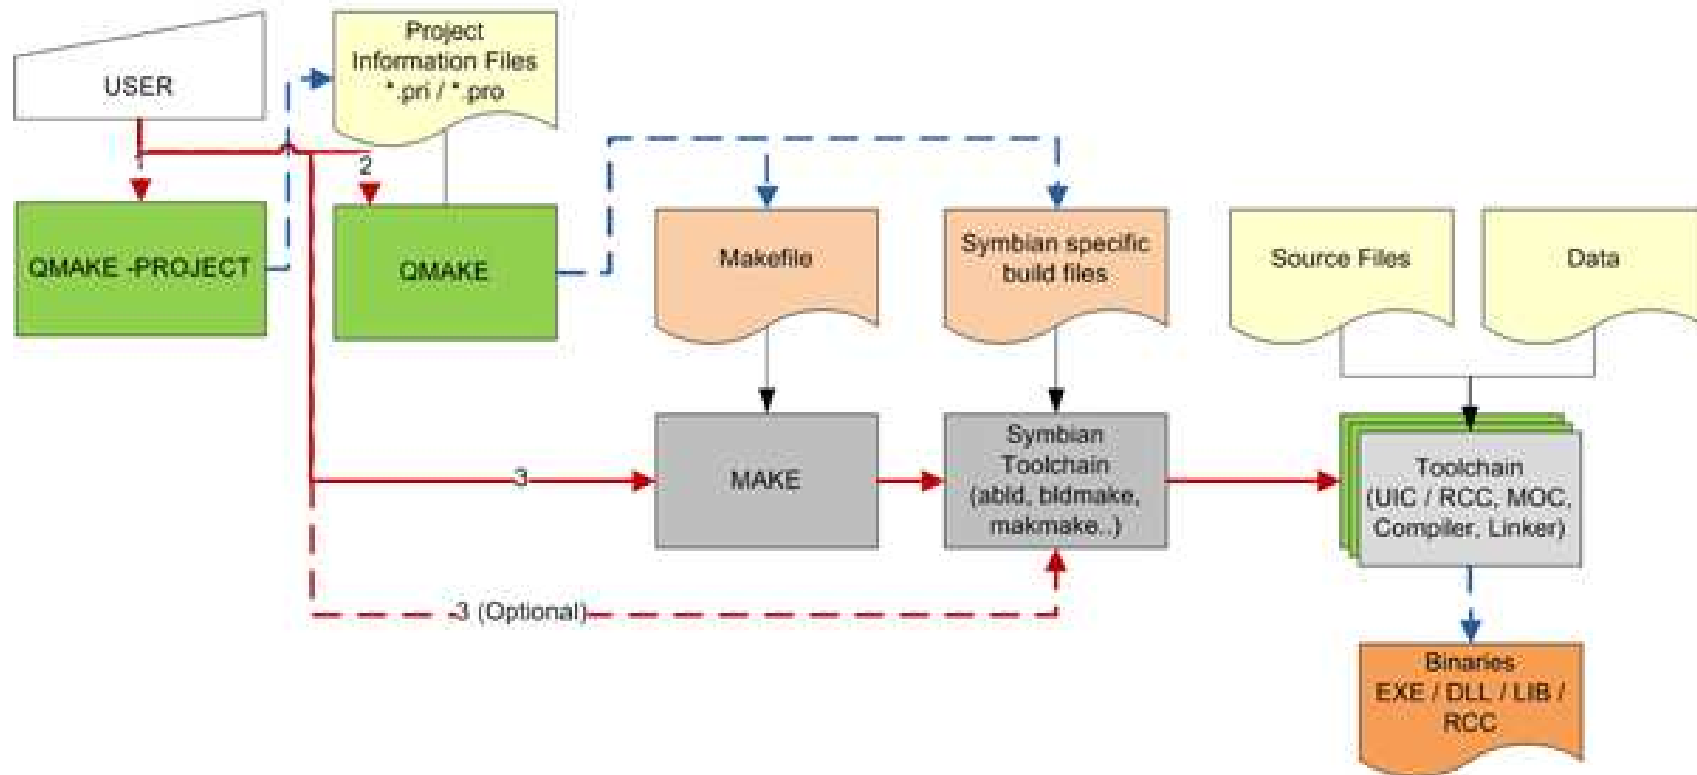 USER
Project
Information Files
*.pri / *.pro
2
QMAKE -PROJECT
QMAKE
Makefile
Symbian specific
build files
Source Files
Data
3
MAKE
Symbian
Toolchain
(abld, bldmake,
makmake..)
Toolchain
(UIC / RCC, MOC,
Compiler, Linker)
3 (Optional)
Binaries
EXE / DLL / LIB /
RCC